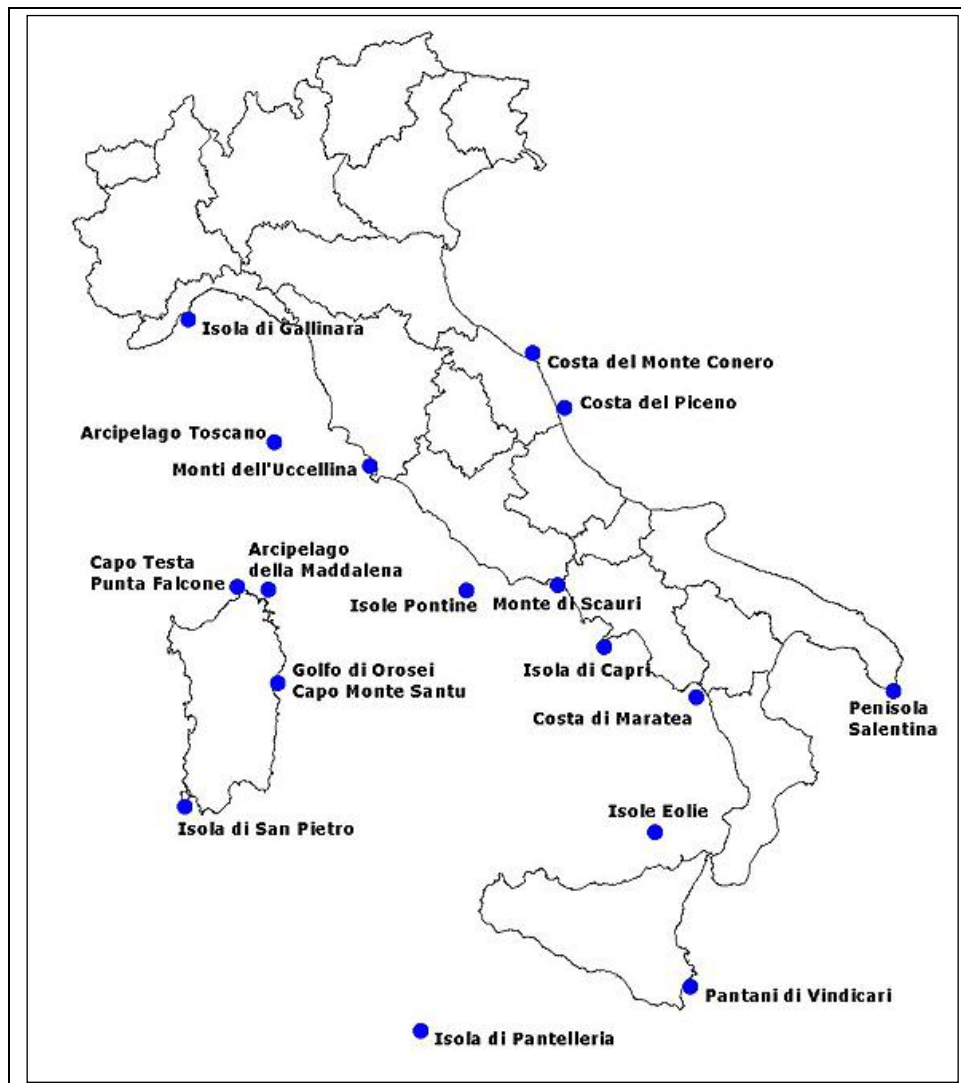 Isola di Gallinara
Costa del Monte Conero
Costa del Piceno
Arcipelago Toscano
Monti dell'Uccellina
Capo Testa
Punta Falcone
Arcipelago
della Maddalena
Isole Pontine
Monte di Scauri
Isola di Capri
Golfo di Orosei
Capo Monte Santu
Costa di Maratea
Penisola
Salentina
Isola di San Pietro
Isole Eolie
Pantani di Vindicari
Isola di Pantelleria